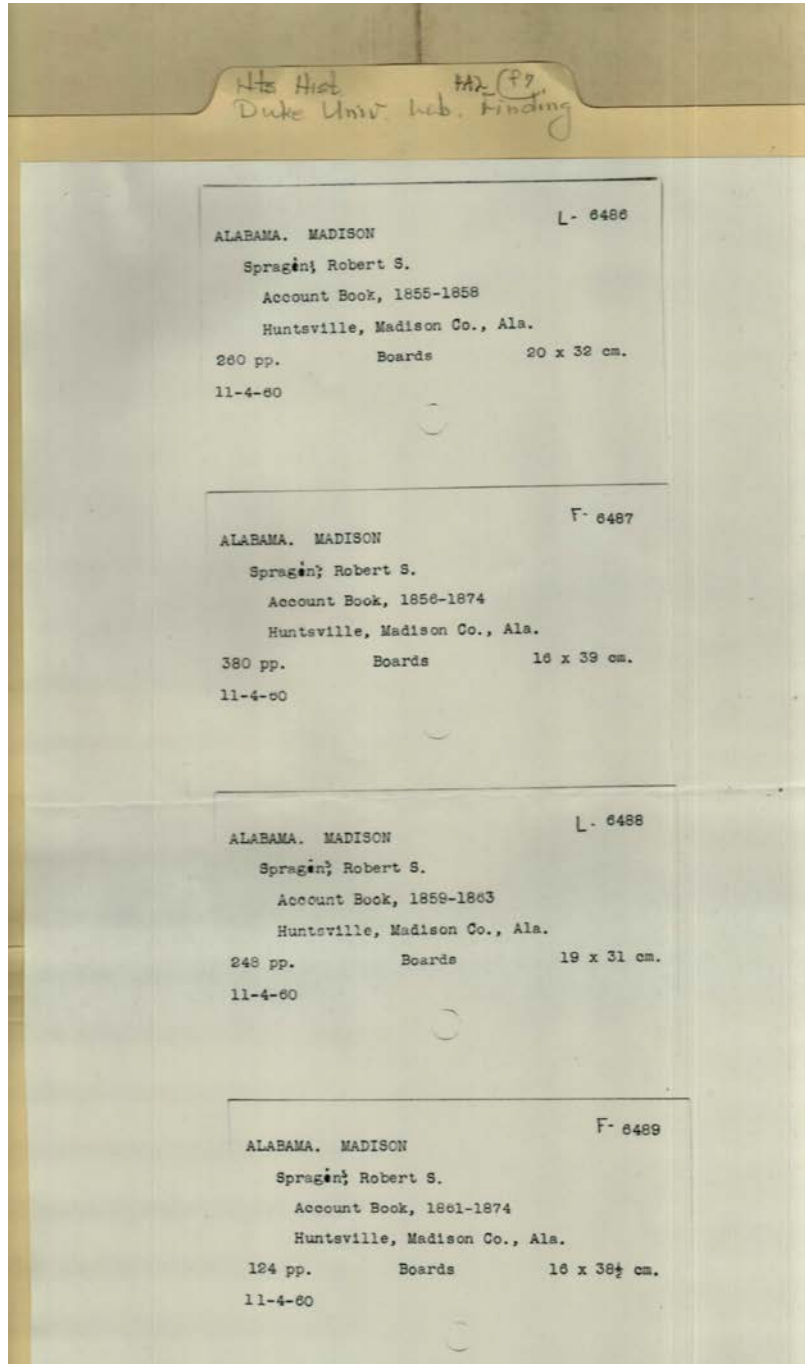 Hts Hist
Duke Univ. Lib. Finding
L- 6486
ALABAMA. MADISON
Spragin, Robert S.
Account Book, 1855-1858
Huntsville, Madison Co., Ala.
260 pp. Boards 20 x 32 cm.
11-4-60
F- 6487
ALABAMA. MADISON
Spragin, Robert S.
Account Book, 1856-1874
Huntsville, Madison Co., Ala.
380 pp. Boards 16 x 39 cm.
11-4-60
L- 6488
ALABAMA. MADISON
Spragin, Robert S.
Account Book, 1859-1863
Huntsville, Madison Co., Ala.
248 pp. Boards 19 x 31 cm.
11-4-60
F- 6489
ALABAMA. MADISON
Spragin, Robert S.
Account Book, 1861-1874
Huntsville, Madison Co., Ala.
124 pp. Boards 16 x 38½ cm.
11-4-60